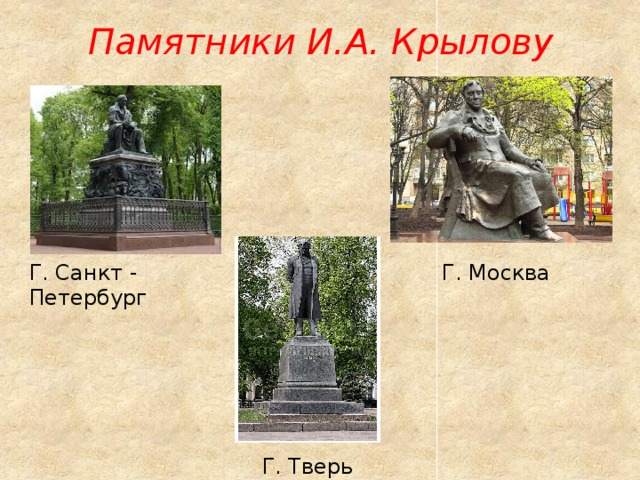 Памятники И.А. Крылову
Г. Санкт -
Петербург
Г. Москва
Г. Тверь